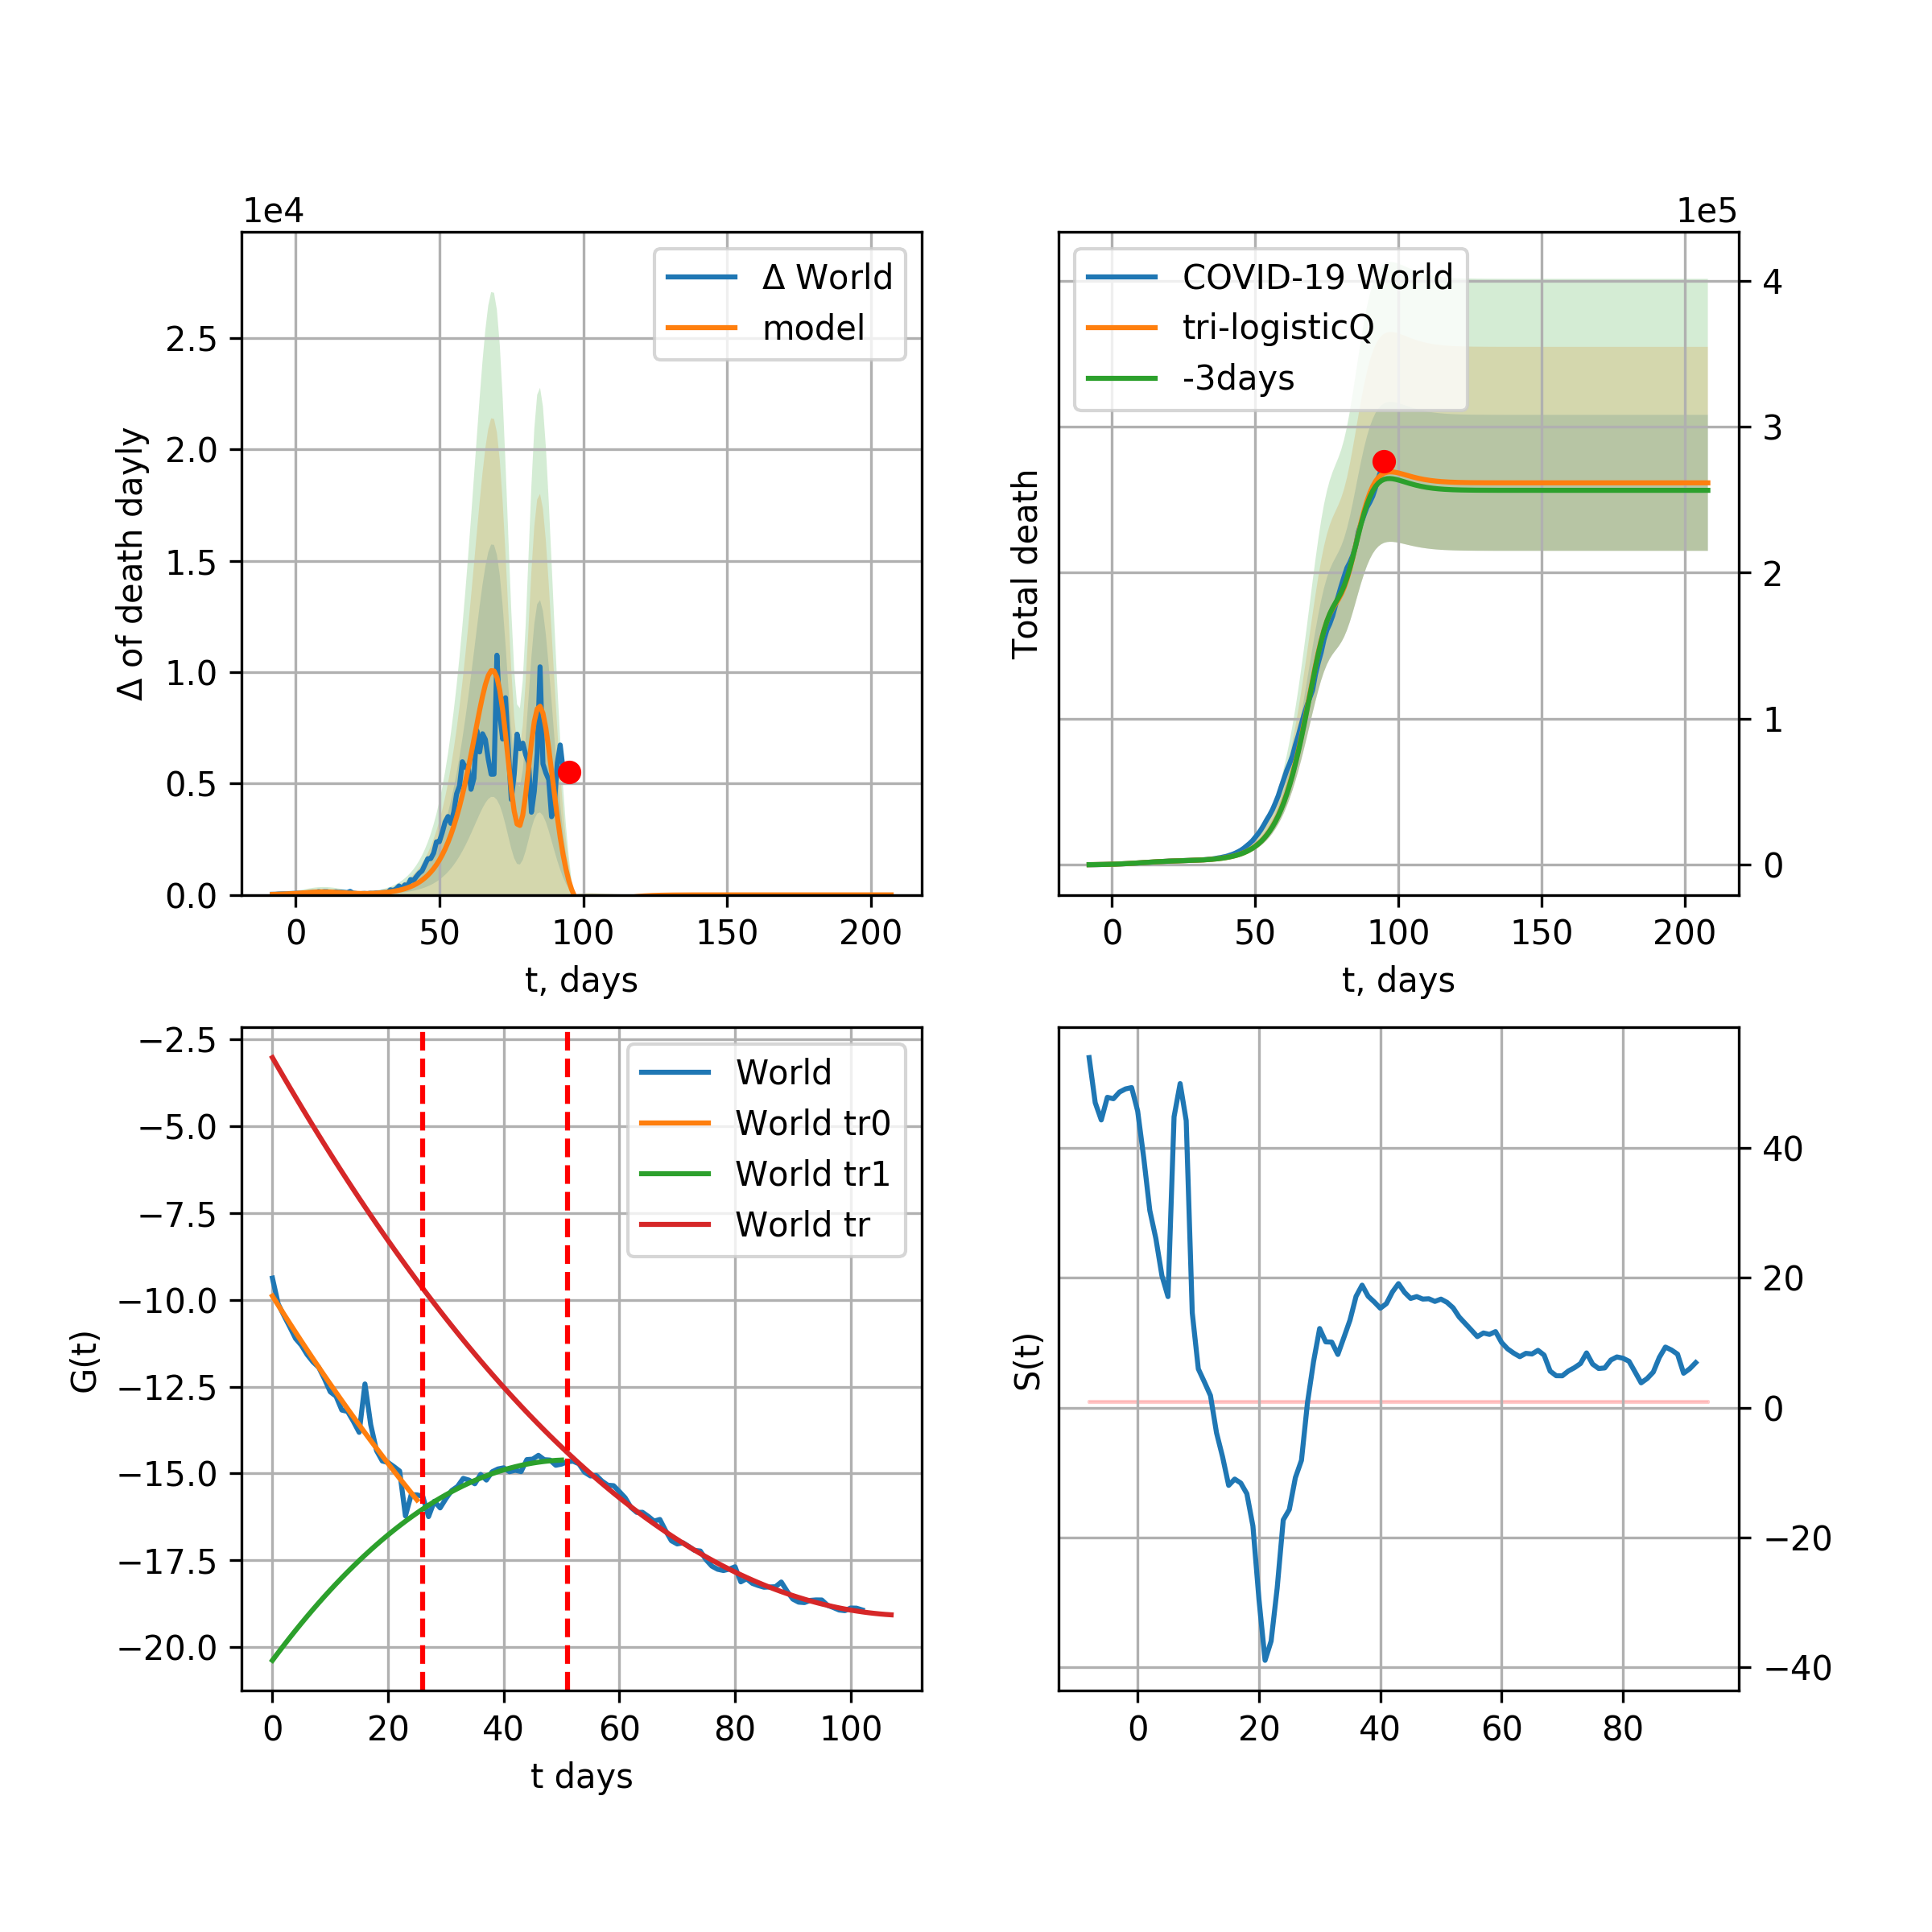 1e4
Δ World
model
2.5
2.0
1.5
1.0
0.5
0.0
Δ of death dayly
0 50 100 150 200
t, days
1e5
COVID-19 World
tri-logisticQ
-3days
4
3
2
1
0
Total death
0 50 100 150 200
t, days
−2.5
−5.0
−7.5
−10.0
−12.5
−15.0
−17.5
−20.0
G(t)
World
World tr0
World tr1
World tr
0 20 40 60 80 100
t days
S(t)
40
20
0
−20
−40
0 20 40 60 80